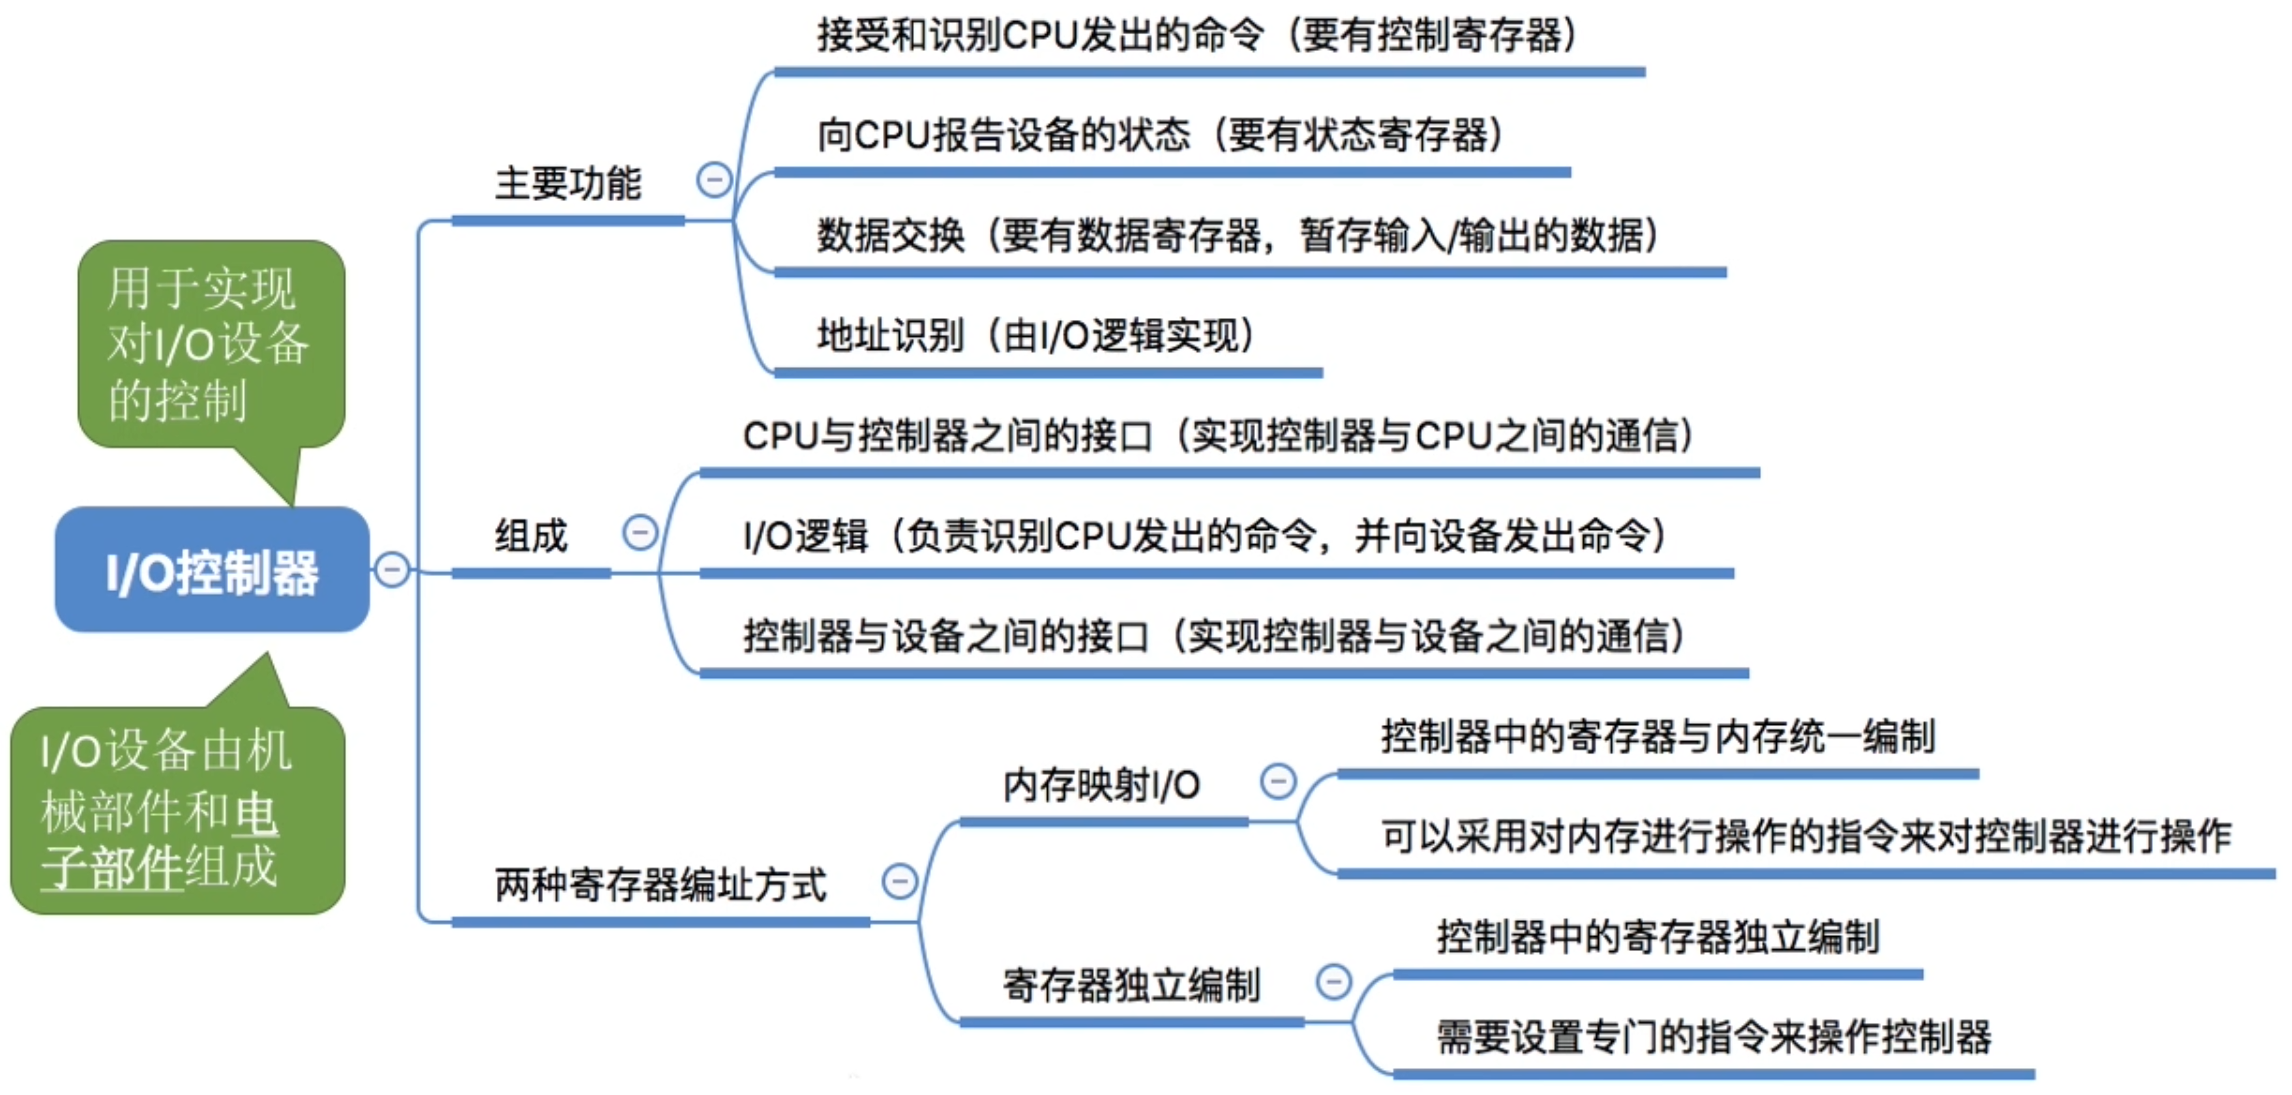 接受和识别CPU发出的命令（要有控制寄存器）
向CPU报告设备的状态（要有状态寄存器）
主要功能
数据交换（要有数据寄存器，暂存输入/输出的数据）
地址识别（由I/O逻辑实现）
用于实现
对I/O设备
的控制
CPU与控制器之间的接口（实现控制器与CPU之间的通信）
组成
I/O逻辑（负责识别CPU发出的命令，并向设备发出命令）
I/O控制器
控制器与设备之间的接口（实现控制器与设备之间的通信）
I/O设备由机
械部件和电
子部件组成
两种寄存器编址方式
内存映射I/O
控制器中的寄存器与内存统一编制
可以采用对内存进行操作的指令来对控制器进行操作
寄存器独立编制
控制器中的寄存器独立编制
需要设置专门的指令来操作控制器